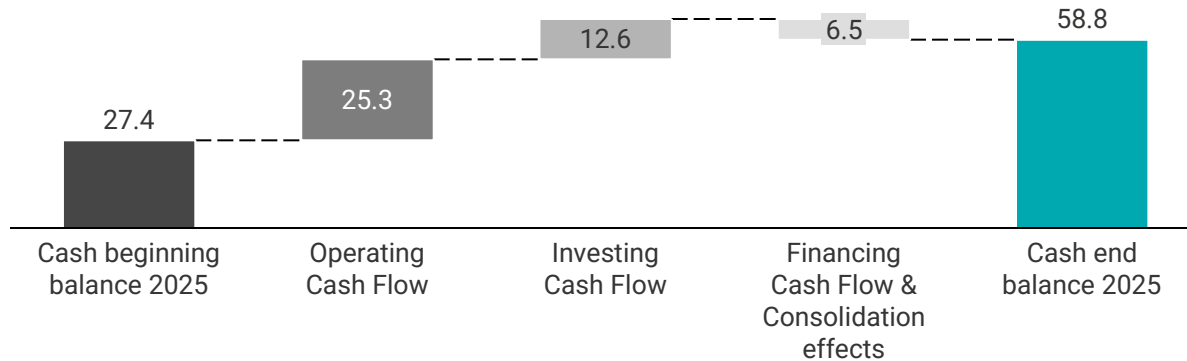 27.4
25.3
12.6
6.5
58.8
Cash beginning
balance 2025
Operating
Cash Flow
Investing
Cash Flow
Financing
Cash Flow &
Consolidation
effects
Cash end
balance 2025